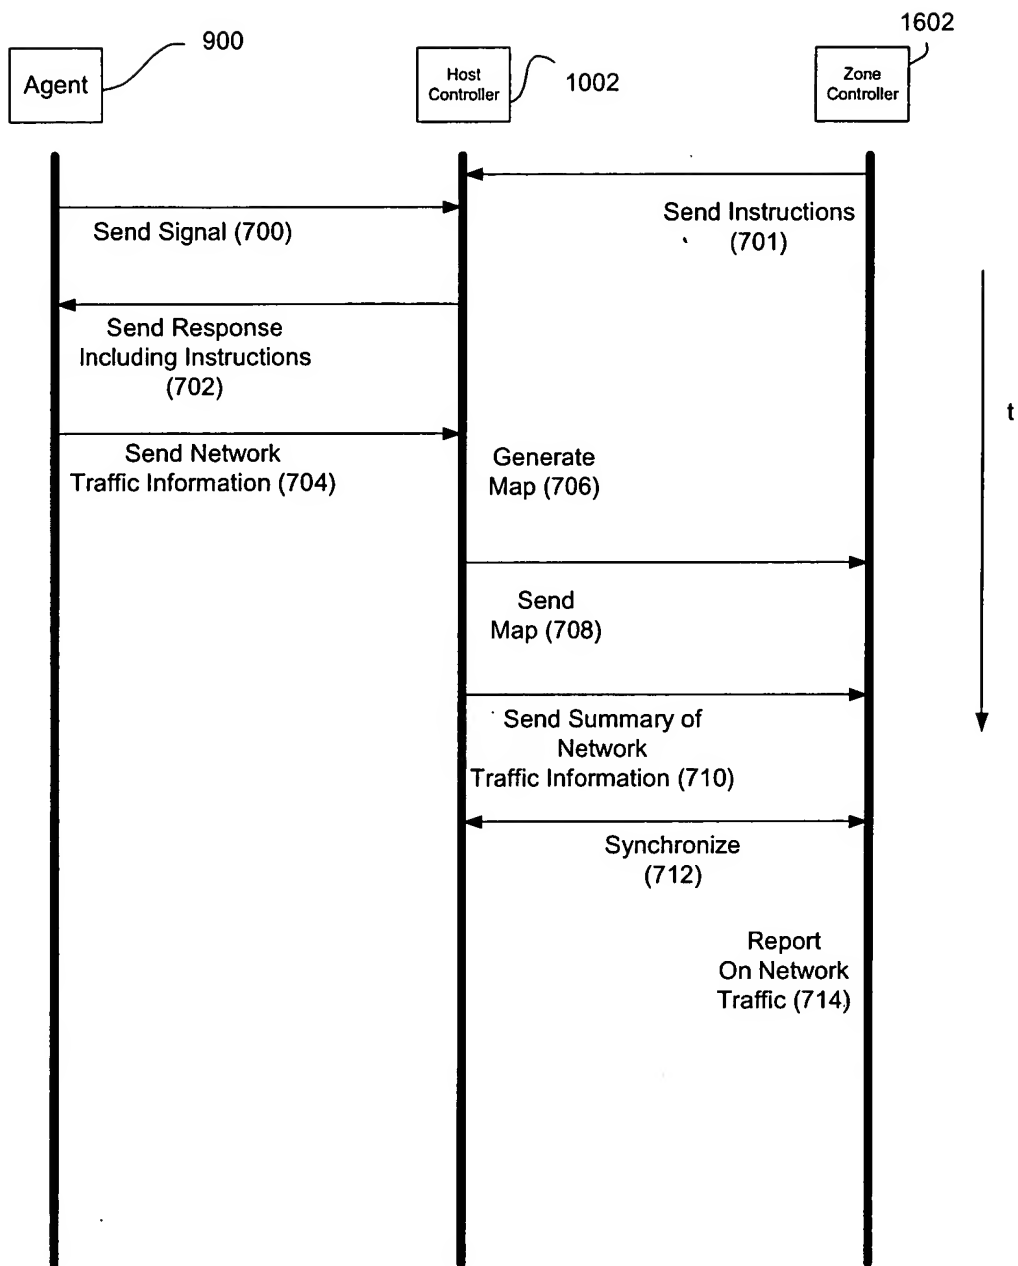 900
1602
Agent
Host
Controller
1002
Zone
Controller
Send Instructions
(701)
Send Signal (700)
Send Response
Including Instructions
(702)
t
Send Network
Traffic Information (704)
Generate
Map (706)
Send
Map (708)
Send Summary of
Network
Traffic Information (710)
Synchronize
(712)
Report
On Network
Traffic (714)